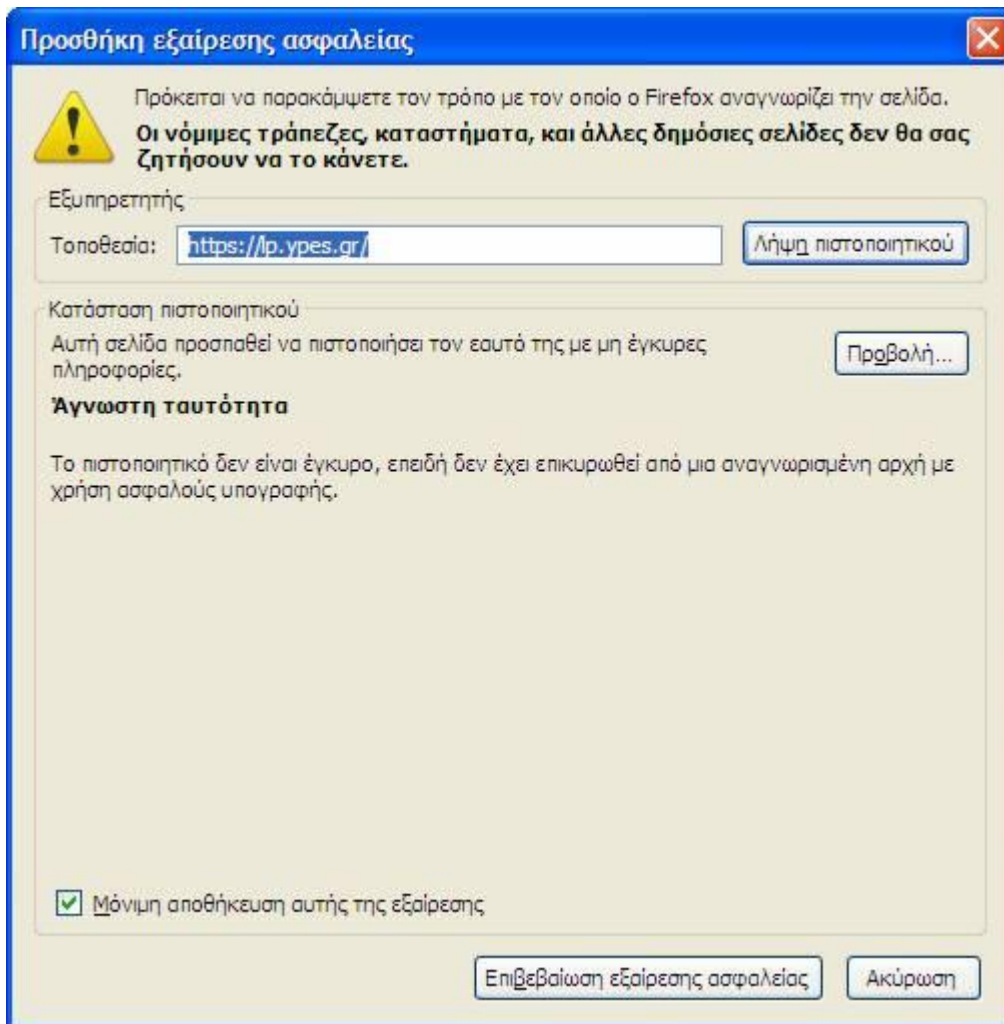 Προσθήκη εξαίρεσης ασφαλείας
Πρόκειται να παρακάμψετε τον τρόπο με τον οποίο ο Firefox αναγνωρίζει την σελίδα.
Οι νόμιμες τράπεζες, καταστήματα, και άλλες δημόσιες σελίδες δεν θα σας
ζητήσουν να το κάνετε.
Εξυπηρετητής
Τοποθεσία: https://lp.ypes.gr/ Λήψη πιστοποιητικού
Κατάσταση πιστοποιητικού
Αυτή σελίδα προσπαθεί να πιστοποιήσει τον εαυτό της με μη έγκυρες
πληροφορίες.
Προβολή...
Άγνωστη ταυτότητα
Το πιστοποιητικό δεν είναι έγκυρο, επειδή δεν έχει επικυρωθεί από μια αναγνωρισμένη αρχή με
χρήση ασφαλούς υπογραφής.
Μόνιμη αποθήκευση αυτής της εξαίρεσης
Επιβεβαίωση εξαίρεσης ασφαλείας Ακύρωση